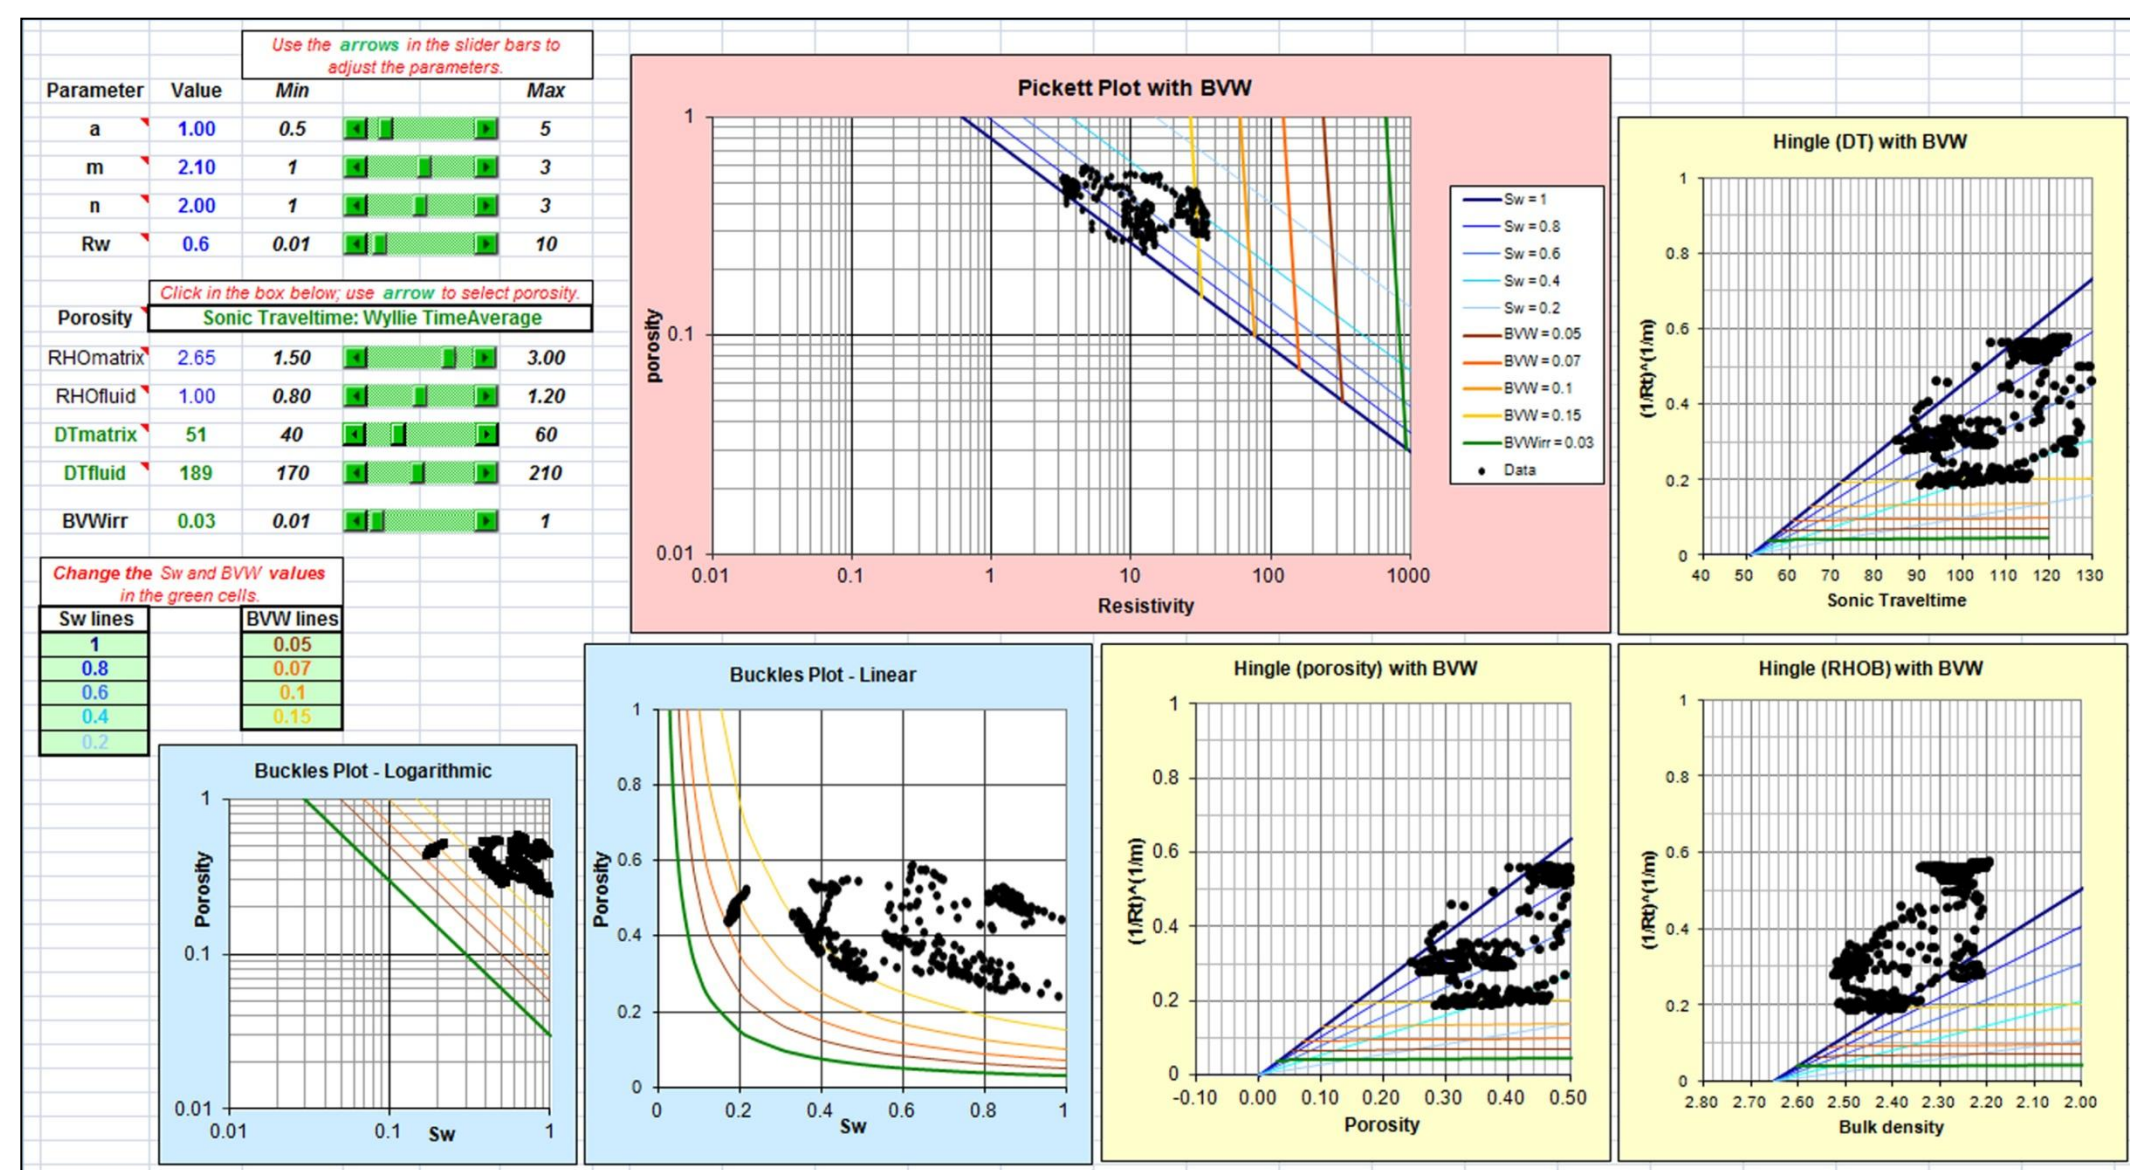 Use the arrows in the slider bars to
adjust the parameters.
Parameter Value Min Max
a 1.00 0.5 5
m 2.10 1 3
n 2.00 1 3
Rw 0.6 0.01 10
Click in the box below; use arrow to select porosity.
Porosity Sonic Traveltime: Wyllie TimeAverage
RHOmatrix 2.65 1.50 3.00
RHOfluid 1.00 0.80 1.20
DTmatrix 51 40 60
DTfluid 189 170 210
BVWirr 0.03 0.01 1
Change the Sw and BVW values
in the green cells.
Sw lines BVW lines
1 0.05
0.8 0.07
0.6 0.1
0.4 0.15
0.2
Pickett Plot with BVW
1
0.1
0.01
porosity
0.01 0.1 1 10 100 1000
Resistivity
Sw = 1
Sw = 0.8
Sw = 0.6
Sw = 0.4
Sw = 0.2
BVW = 0.05
BVW = 0.07
BVW = 0.1
BVW = 0.15
BVWirr = 0.03
Data
Hingle (DT) with BVW
1
0.8
0.6
0.4
0.2
0
(1/Rt)^(1/m)
40 50 60 70 80 90 100 110 120 130
Sonic Traveltime
Buckles Plot - Logarithmic
1
0.1
0.01
Porosity
0.01 0.1 1
Sw
Buckles Plot - Linear
1
0.8
0.6
0.4
0.2
0
Porosity
0 0.2 0.4 0.6 0.8 1
Sw
Hingle (porosity) with BVW
1
0.8
0.6
0.4
0.2
0
(1/Rt)^(1/m)
-0.10 0.00 0.10 0.20 0.30 0.40 0.50
Porosity
Hingle (RHOB) with BVW
1
0.8
0.6
0.4
0.2
0
(1/Rt)^(1/m)
2.80 2.70 2.60 2.50 2.40 2.30 2.20 2.10 2.00
Bulk density